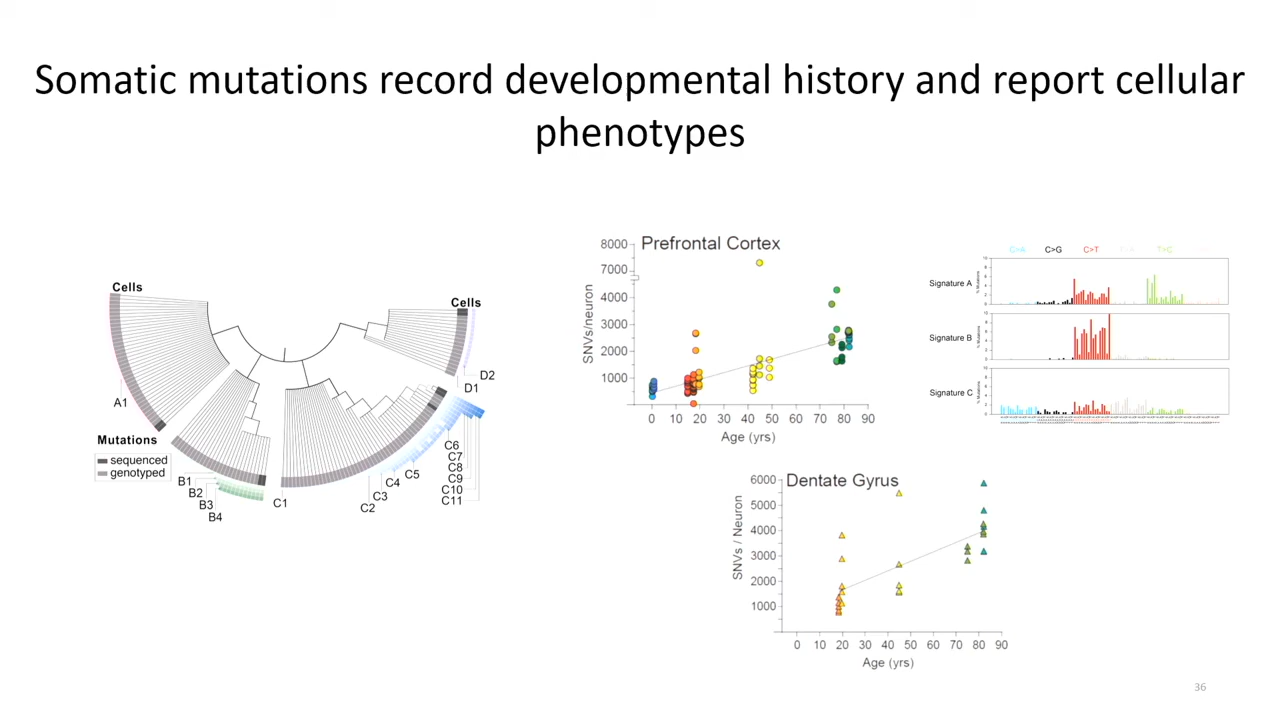 Somatic mutations record developmental history and report cellular
phenotypes
Cells
Cells
A1
Mutations
sequenced
genotyped
B1
B2
B3
B4
C1
C2
C3
C4
C5
C6
C7
C8
C9
C10
C11
D1
D2
Prefrontal Cortex
SNVs/neuron
8000
7000
4000
3000
2000
1000
0 10 20 30 40 50 60 70 80 90
Age (yrs)
Dentate Gyrus
SNVs / Neuron
6000
5000
4000
3000
2000
1000
0 10 20 30 40 50 60 70 80 90
Age (yrs)
C>A C>G C>T T>C
Signature A
% Mutations
Signature B
% Mutations
Signature C
% Mutations
36